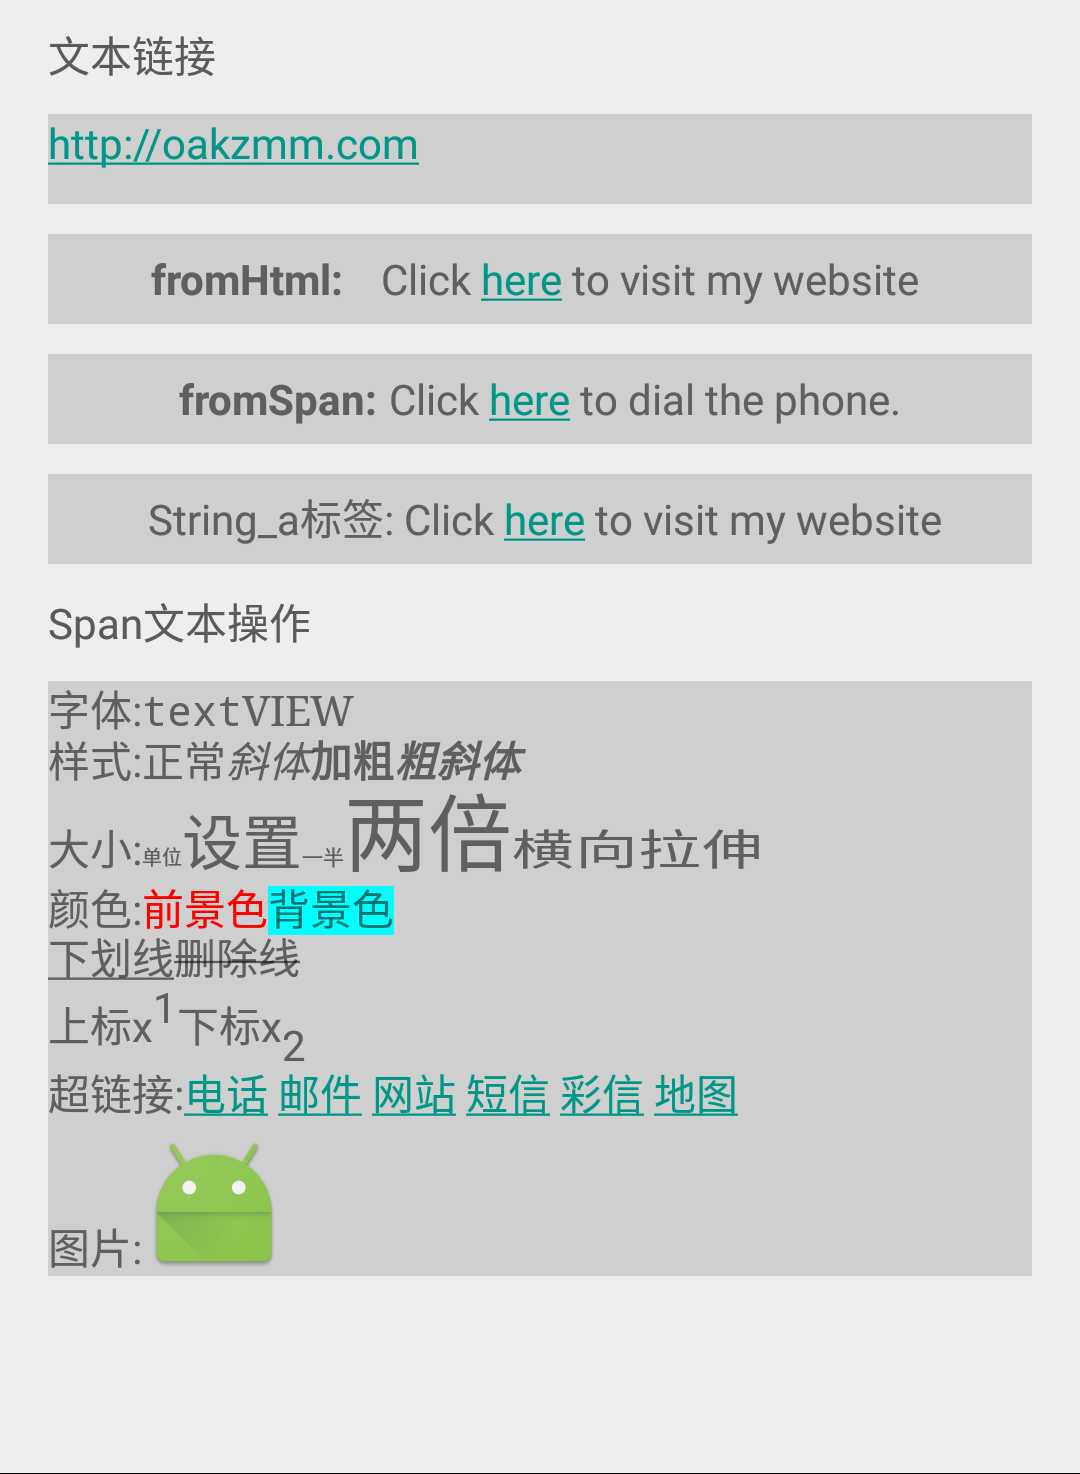 文本链接
http://oakzmm.com
fromHtml: Click here to visit my website
fromSpan: Click here to dial the phone.
String_a标签: Click here to visit my website
Span文本操作
字体:textVIEW
样式:正常斜体加粗粗斜体
大小:单位设置一半两倍横向拉伸
颜色:前景色背景色
下划线删除线
上标x1下标x2
超链接:电话 邮件 网站 短信 彩信 地图
图片: